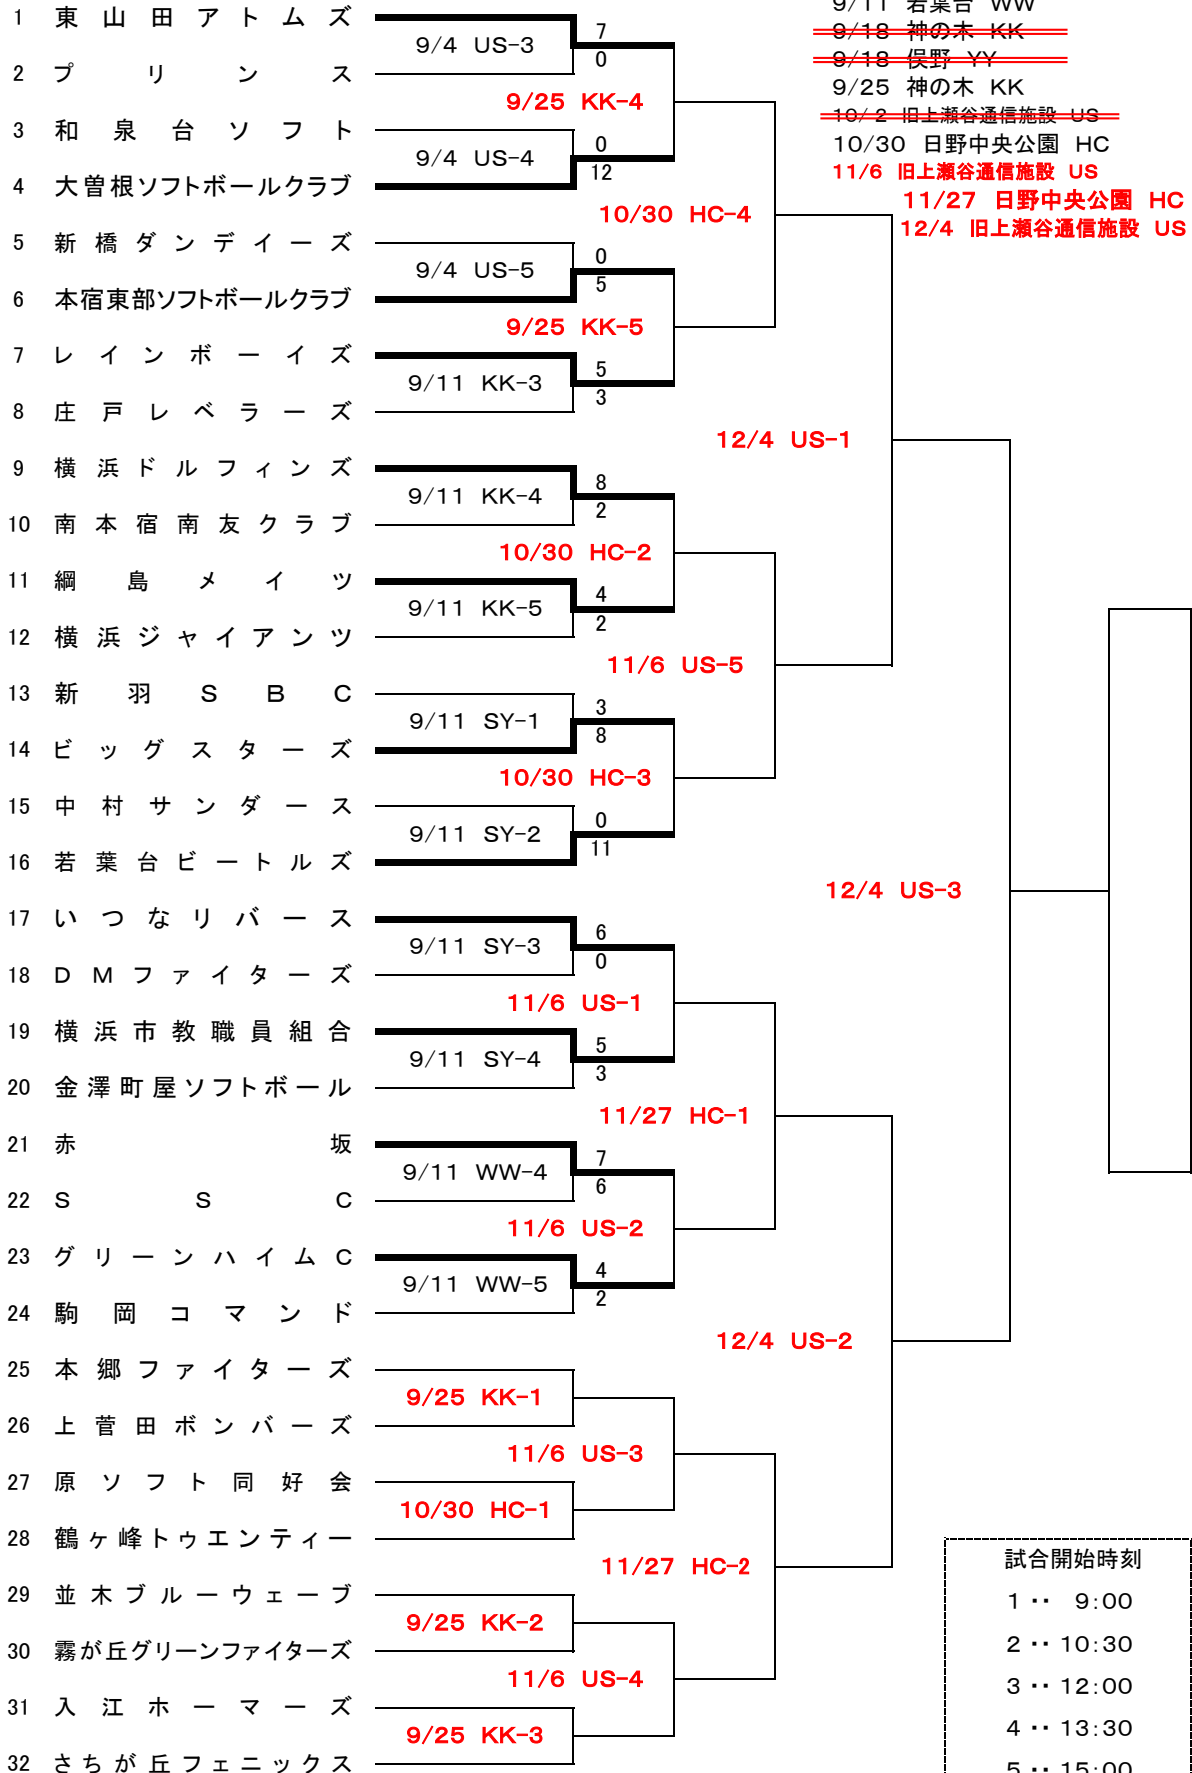 9/11 若葉台 WW
9/18 神の木 KK
9/18 俣野 YY
9/25 神の木 KK
10/2 旧上瀬谷通信施設 US
10/30 日野中央公園 HC
11/6 旧上瀬谷通信施設 US
11/27 日野中央公園 HC
12/4 旧上瀬谷通信施設 US
1 東山田アトムズ
9/4 US-3
7
0
2 プリンス
9/25 KK-4
3 和泉台ソフト
9/4 US-4
0
12
4 大曽根ソフトボールクラブ
10/30 HC-4
5 新橋ダンデイーズ
9/4 US-5
0
5
6 本宿東部ソフトボールクラブ
9/25 KK-5
7 レインボーイズ
9/11 KK-3
5
3
8 庄戸レベラーズ
12/4 US-1
9 横浜ドルフィンズ
9/11 KK-4
8
2
10 南本宿南友クラブ
10/30 HC-2
11 綱島メイツ
9/11 KK-5
4
2
12 横浜ジャイアンツ
11/6 US-5
13 新羽SBC
9/11 SY-1
3
8
14 ビッグスターズ
10/30 HC-3
15 中村サンダース
9/11 SY-2
0
11
16 若葉台ビートルズ
12/4 US-3
17 いつなリバース
9/11 SY-3
6
0
18 DMファイターズ
11/6 US-1
19 横浜市教職員組合
9/11 SY-4
5
3
20 金澤町屋ソフトボール
11/27 HC-1
21 赤坂
9/11 WW-4
7
6
22 SSC
11/6 US-2
23 グリーンハイムC
9/11 WW-5
4
2
24 駒岡コマンド
12/4 US-2
25 本郷ファイターズ
9/25 KK-1
26 上菅田ボンバーズ
11/6 US-3
27 原ソフト同好会
10/30 HC-1
28 鶴ヶ峰トゥエンティー
11/27 HC-2
29 並木ブルーウェーブ
9/25 KK-2
30 霧が丘グリーンファイターズ
11/6 US-4
31 入江ホーマーズ
9/25 KK-3
32 さちが丘フェニックス
試合開始時刻
1 ‥ 9:00
2 ‥ 10:30
3 ‥ 12:00
4 ‥ 13:30
5 ‥ 15:00